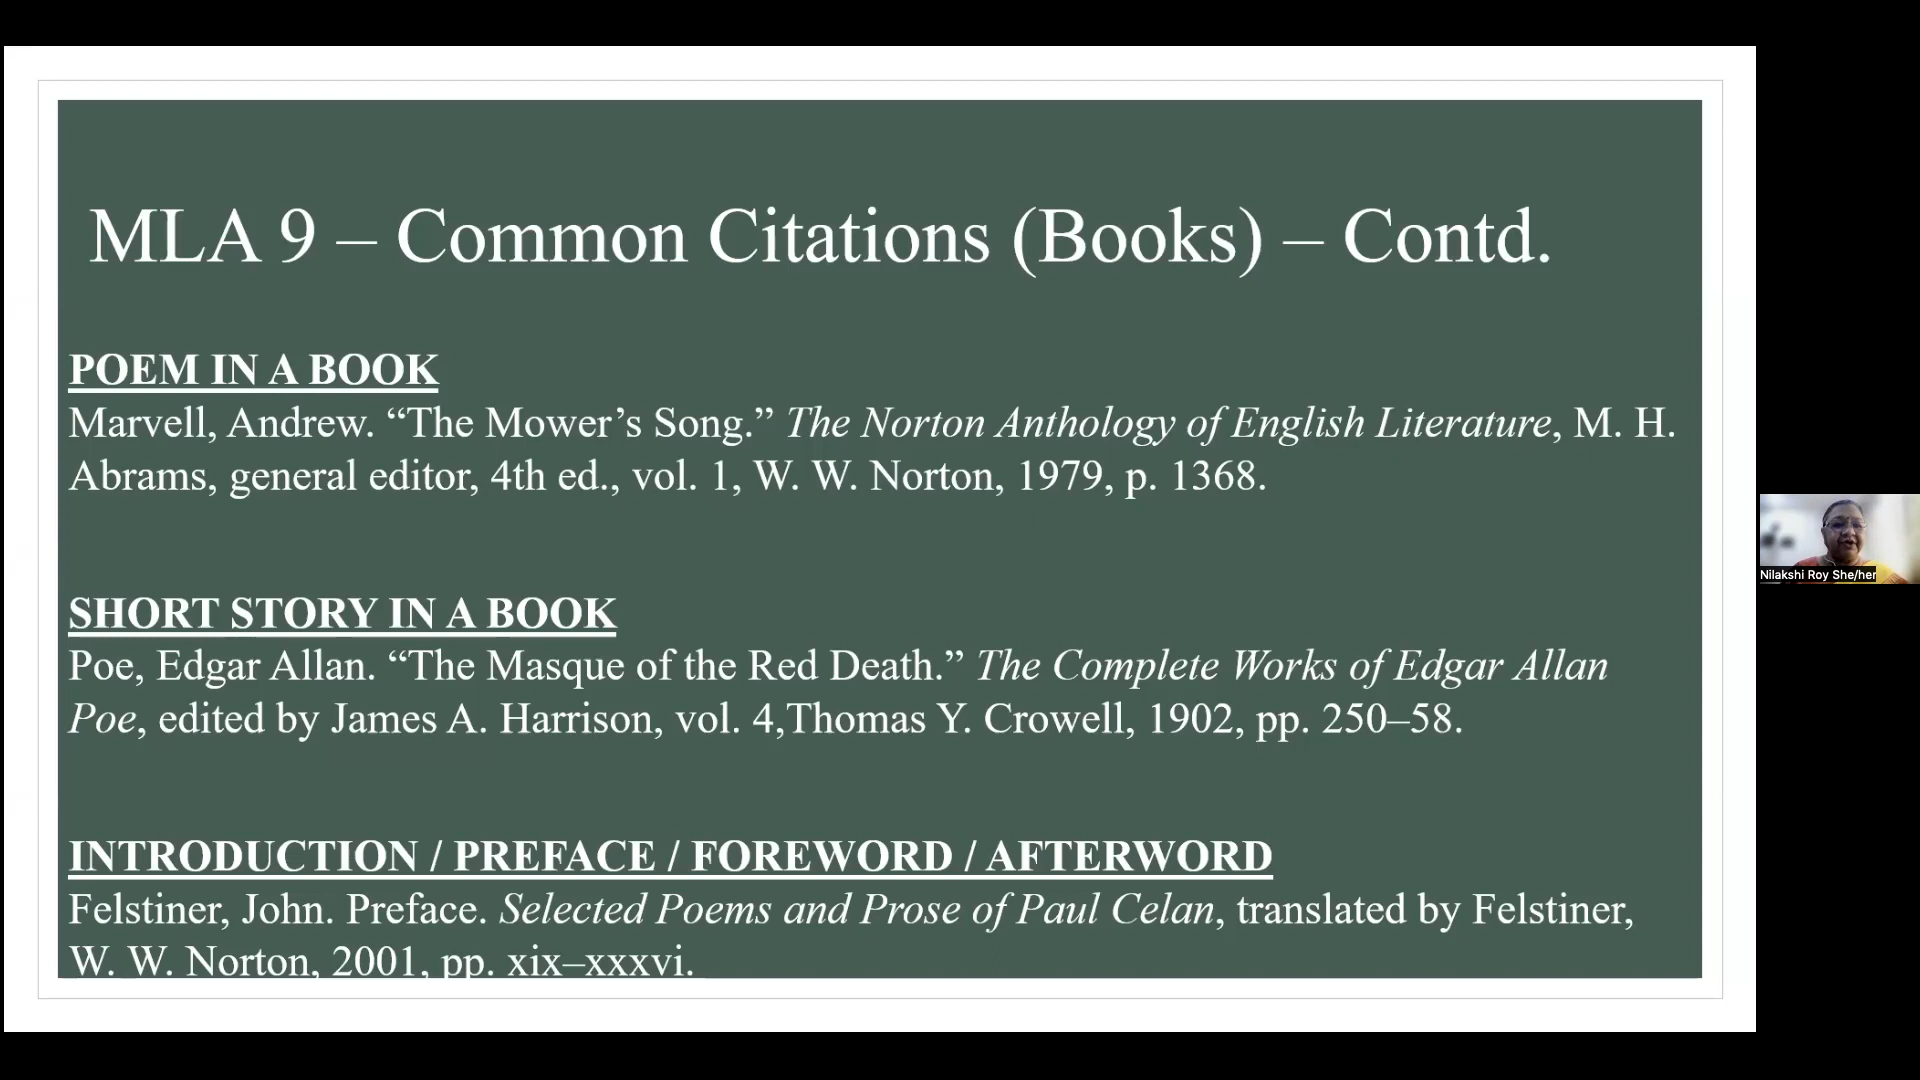 MLA 9 – Common Citations (Books) – Contd.
POEM IN A BOOK
Marvell, Andrew. “The Mower’s Song.” The Norton Anthology of English Literature, M. H.
Abrams, general editor, 4th ed., vol. 1, W. W. Norton, 1979, p. 1368.
SHORT STORY IN A BOOK
Poe, Edgar Allan. “The Masque of the Red Death.” The Complete Works of Edgar Allan
Poe, edited by James A. Harrison, vol. 4,Thomas Y. Crowell, 1902, pp. 250–58.
INTRODUCTION / PREFACE / FOREWORD / AFTERWORD
Felstiner, John. Preface. Selected Poems and Prose of Paul Celan, translated by Felstiner,
W. W. Norton, 2001, pp. xix–xxxvi.
Nilakshi Roy She/her